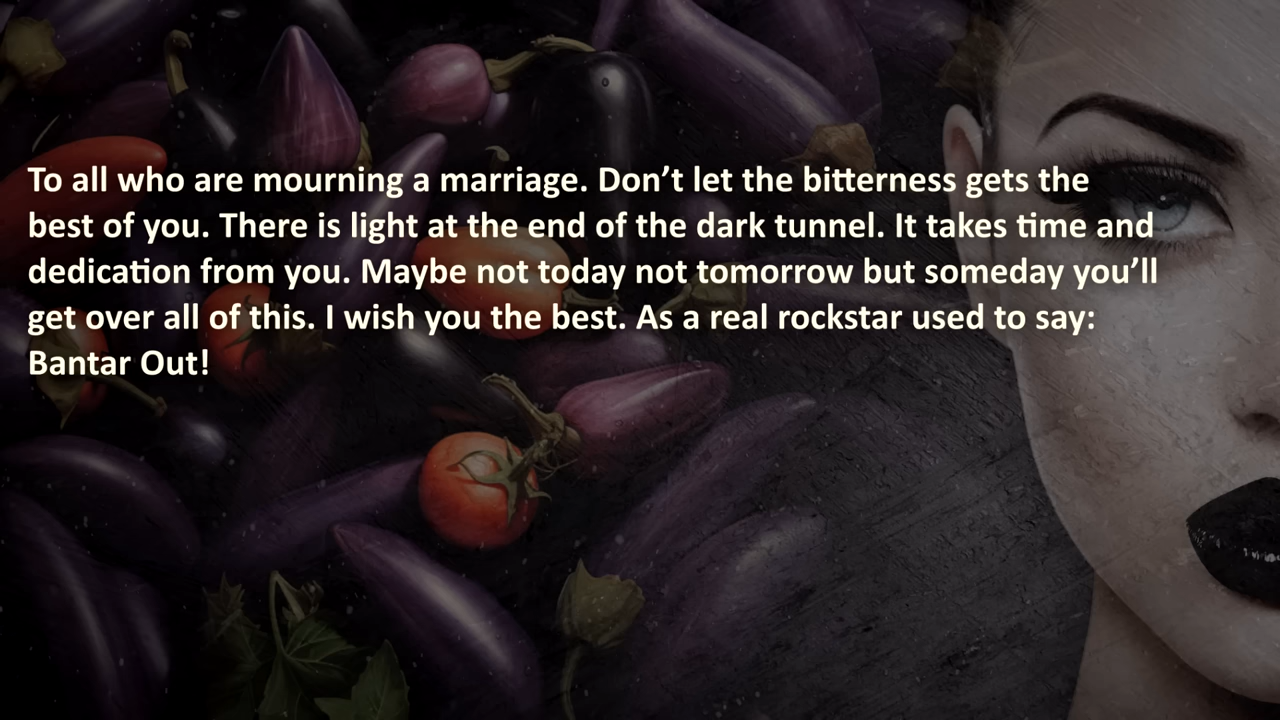 To all who are mourning a marriage. Don’t let the bitterness gets the
best of you. There is light at the end of the dark tunnel. It takes time and
dedication from you. Maybe not today not tomorrow but someday you’ll
get over all of this. I wish you the best. As a real rockstar used to say:
Bantar Out!